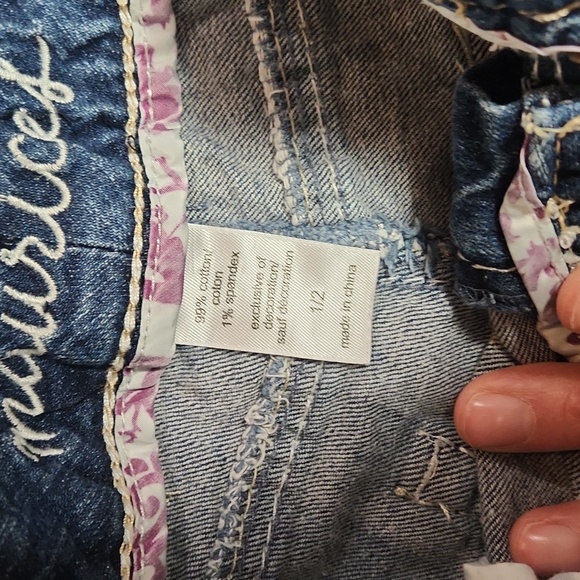 maurices
99% cotton/
coton
1% spandex
exclusive of
decoration/
sauf décoration
1/2
made in china